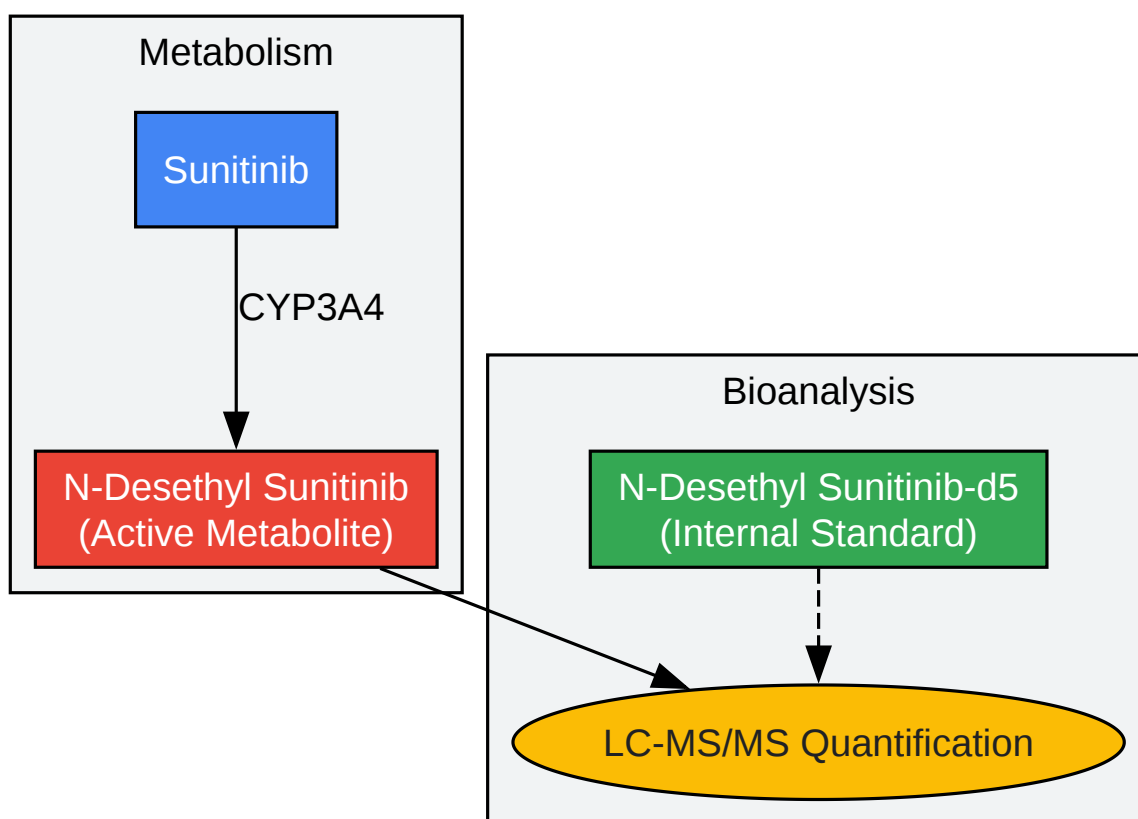 Metabolism
Sunitinib
CYP3A4
N-Desethyl Sunitinib
(Active Metabolite)
Bioanalysis
N-Desethyl Sunitinib-d5
(Internal Standard)
LC-MS/MS Quantification